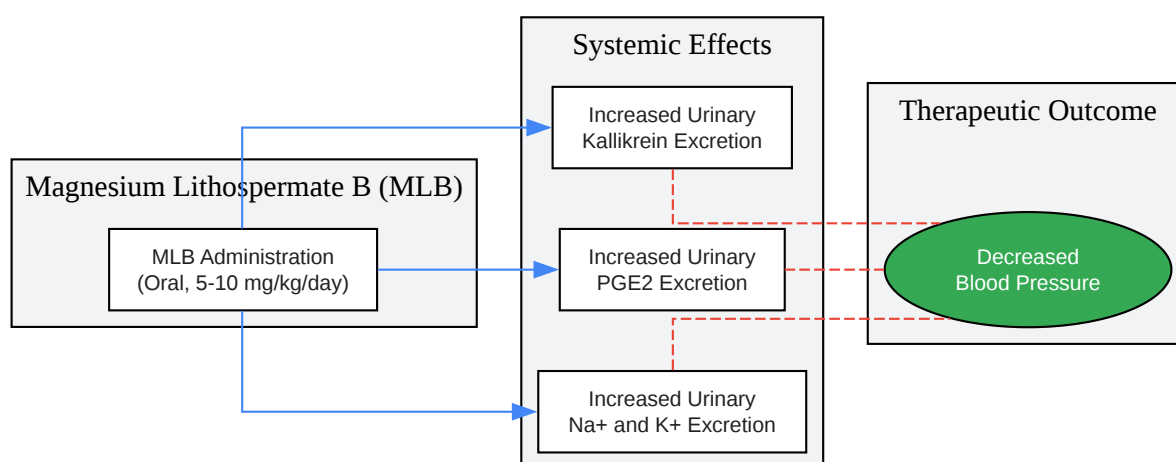 Magnesium Lithospermate B (MLB)
MLB Administration
(Oral, 5-10 mg/kg/day)
Systemic Effects
Increased Urinary
Kallikrein Excretion
Increased Urinary
PGE2 Excretion
Increased Urinary
Na+ and K+ Excretion
Therapeutic Outcome
Decreased
Blood Pressure